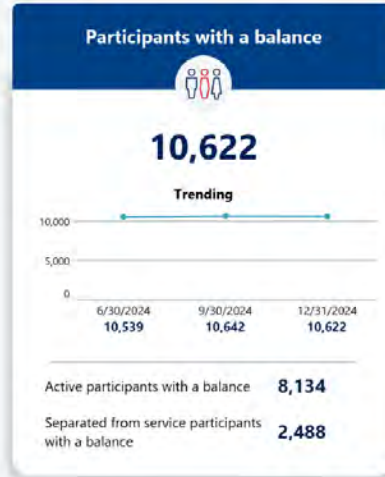 Participants with a balance
10,622
Trending
10,000
5,000
0
6/30/2024 9/30/2024 12/31/2024
10,539 10,642 10,622
Active participants with a balance 8,134
Separated from service participants
with a balance 2,488